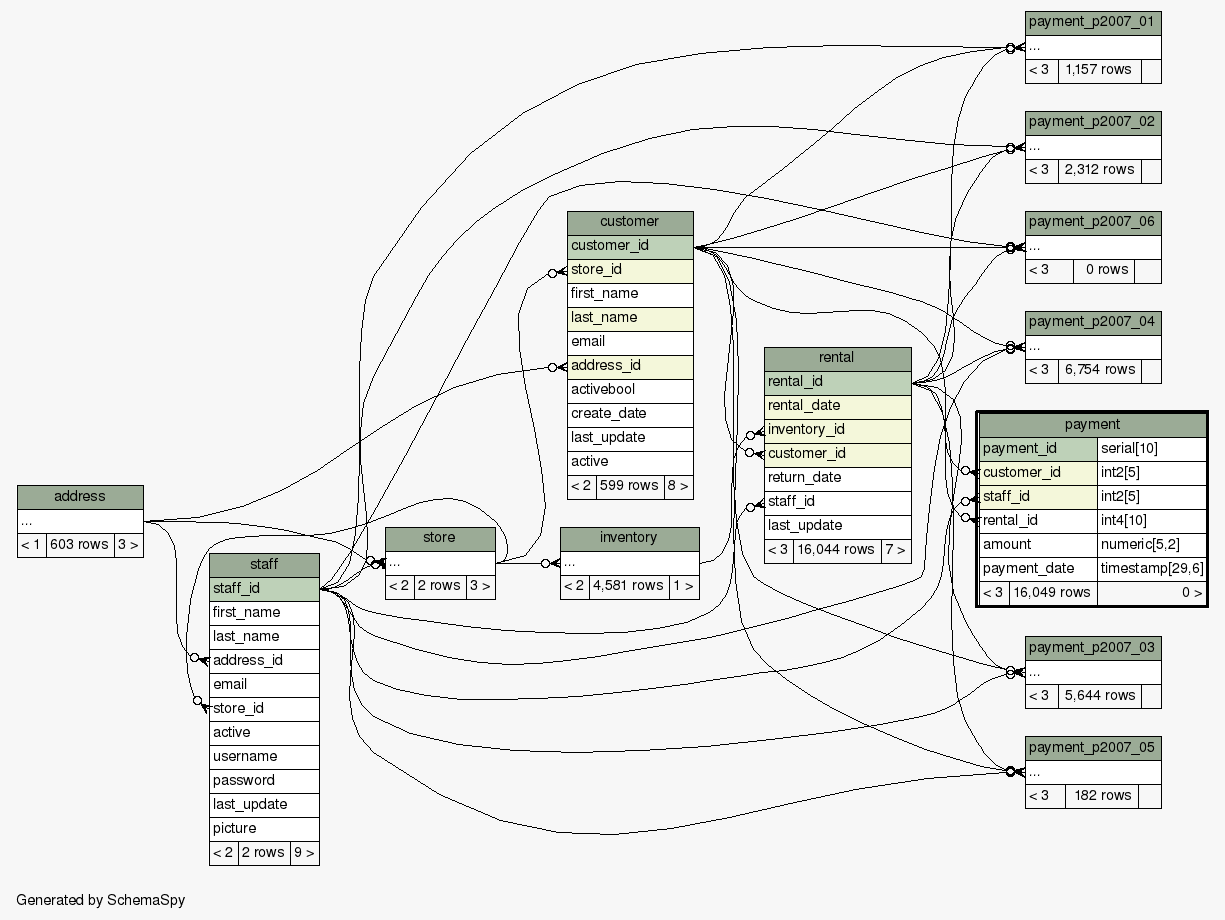 payment_p2007_01
...
< 3 1,157 rows
payment_p2007_02
...
< 3 2,312 rows
payment_p2007_06
...
< 3 0 rows
payment_p2007_04
...
< 3 6,754 rows
customer
customer_id
store_id
first_name
last_name
email
address_id
activebool
create_date
last_update
active
< 2 599 rows 8 >
rental
rental_id
rental_date
inventory_id
customer_id
return_date
staff_id
last_update
< 3 16,044 rows 7 >
payment
payment_id serial[10]
customer_id int2[5]
staff_id int2[5]
rental_id int4[10]
amount numeric[5,2]
payment_date timestamp[29,6]
< 3 16,049 rows 0 >
address
...
< 1 603 rows 3 >
store
...
< 2 2 rows 3 >
inventory
...
< 2 4,581 rows 1 >
staff
staff_id
first_name
last_name
address_id
email
store_id
active
username
password
last_update
picture
< 2 2 rows 9 >
payment_p2007_03
...
< 3 5,644 rows
payment_p2007_05
...
< 3 182 rows
Generated by SchemaSpy